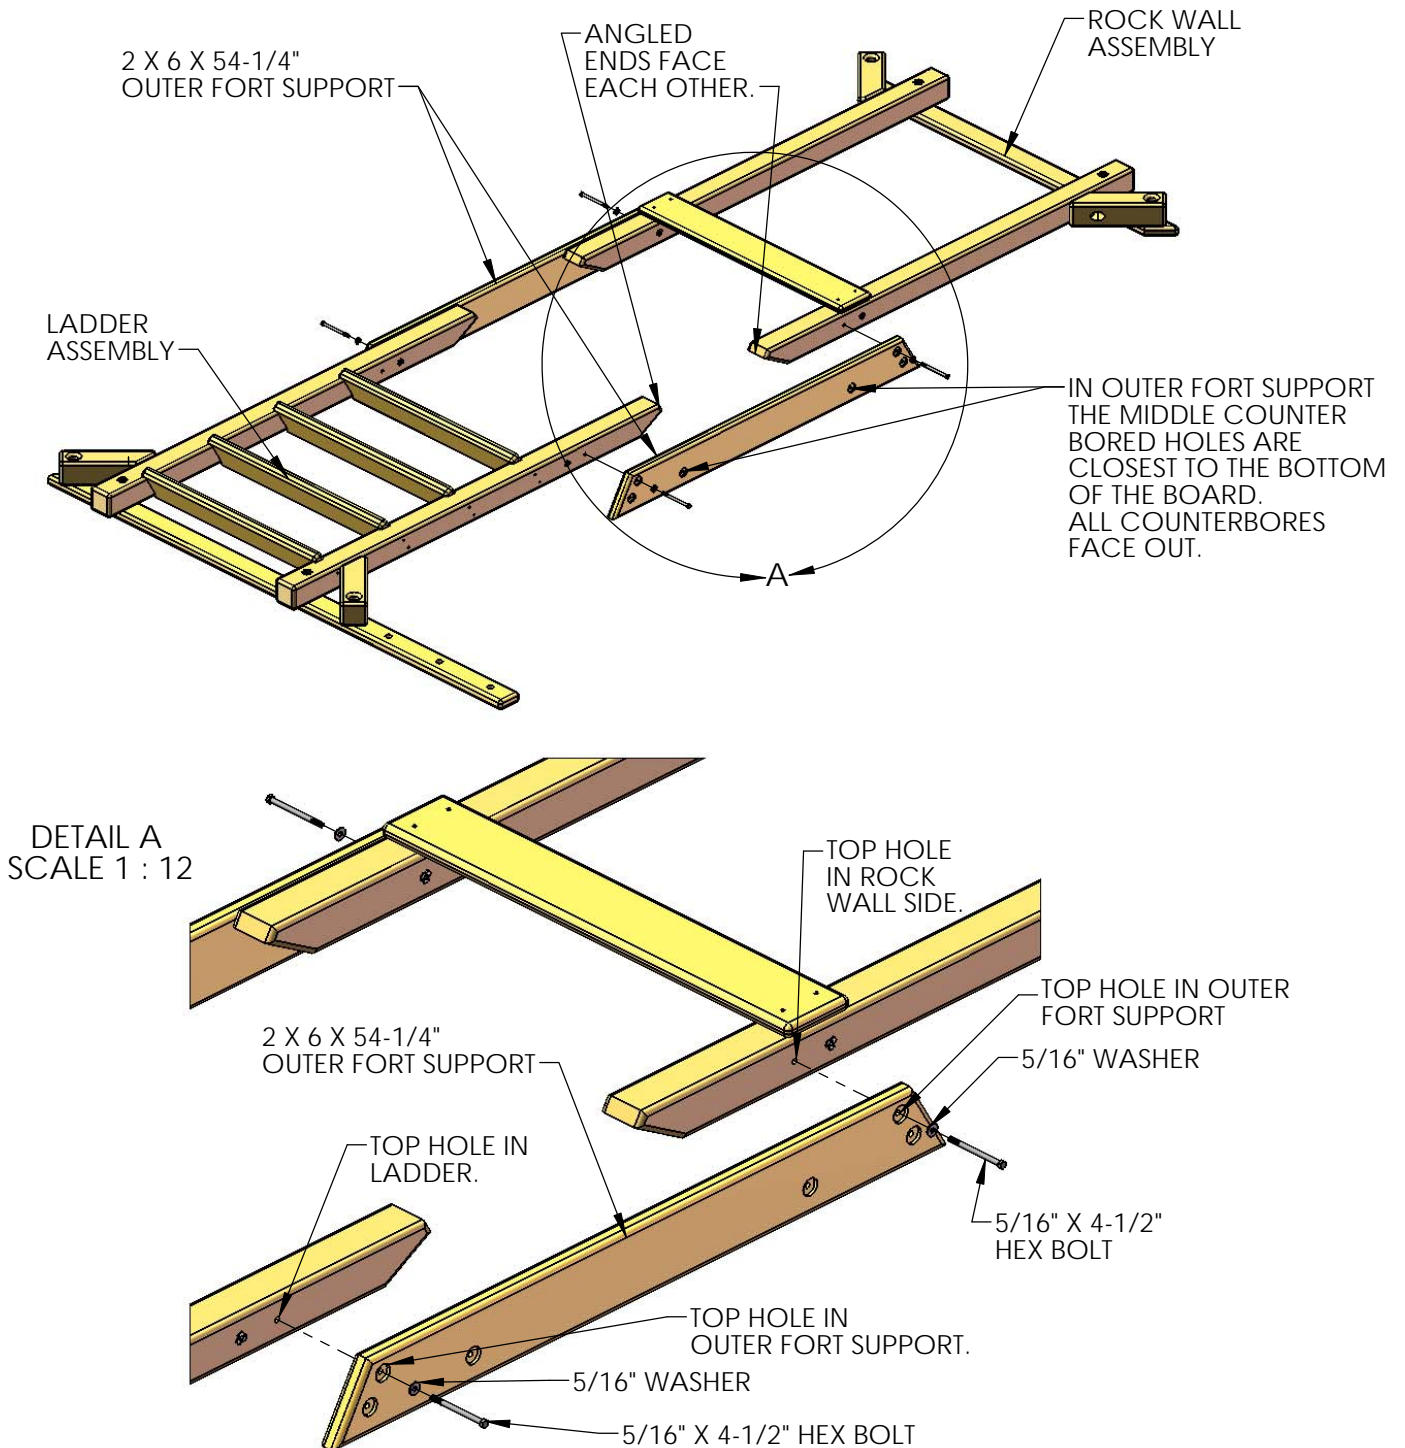 2 X 6 X 54-1/4"
OUTER FORT SUPPORT
ANGLED
ENDS FACE
EACH OTHER.
ROCK WALL
ASSEMBLY
LADDER
ASSEMBLY
IN OUTER FORT SUPPORT
THE MIDDLE COUNTER
BORED HOLES ARE
CLOSEST TO THE BOTTOM
OF THE BOARD.
ALL COUNTERBORES
FACE OUT.
A
DETAIL A
SCALE 1 : 12
TOP HOLE
IN ROCK
WALL SIDE.
TOP HOLE IN OUTER
FORT SUPPORT
5/16" WASHER
2 X 6 X 54-1/4"
OUTER FORT SUPPORT
TOP HOLE IN
LADDER.
5/16" X 4-1/2"
HEX BOLT
TOP HOLE IN
OUTER FORT SUPPORT.
5/16" WASHER
5/16" X 4-1/2" HEX BOLT